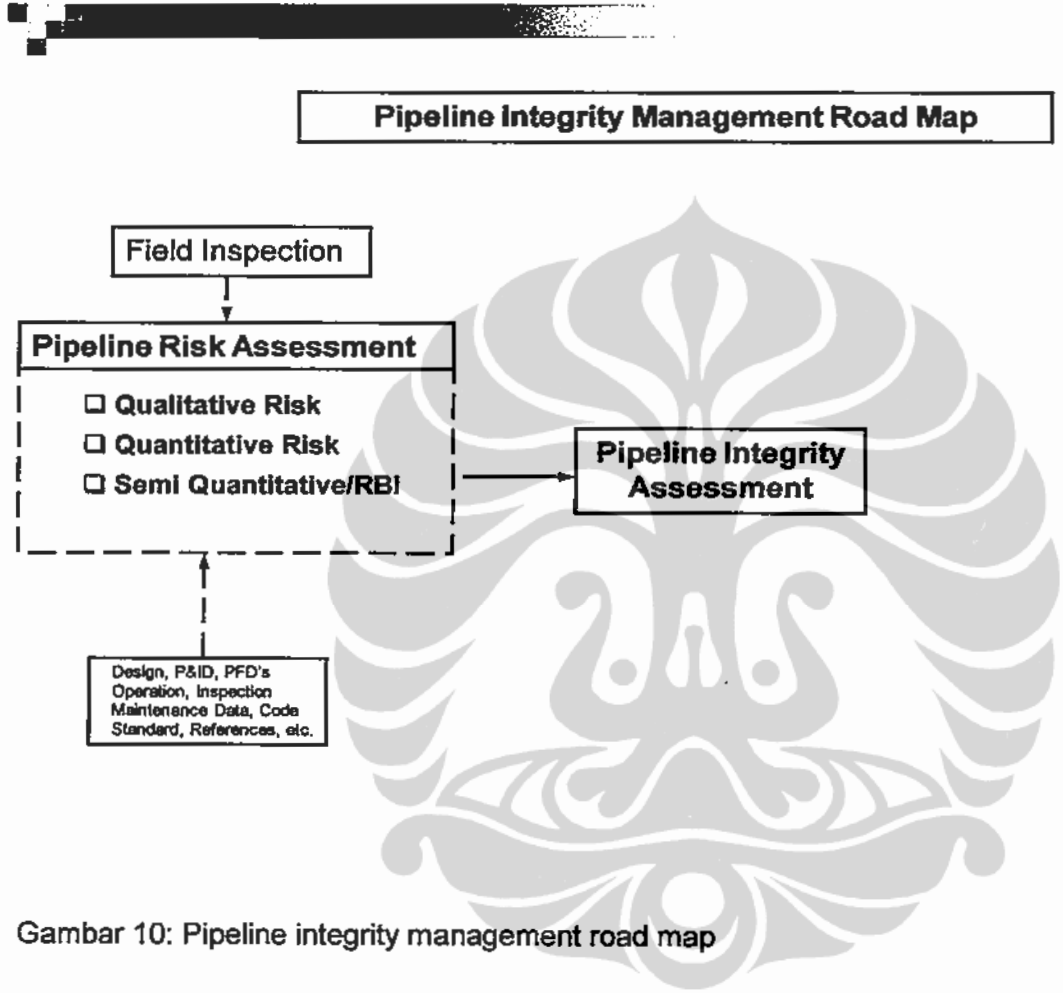 Pipeline Integrity Management Road Map
Field Inspection
Pipeline Risk Assessment
❑ Qualitative Risk
❑ Quantitative Risk
❑ Semi Quantitative/RBI
Pipeline Integrity
Assessment
Design, P&ID, PFD's
Operation, Inspection
Maintenance Data, Code
Standard, References, etc.
Gambar 10: Pipeline integrity management road map